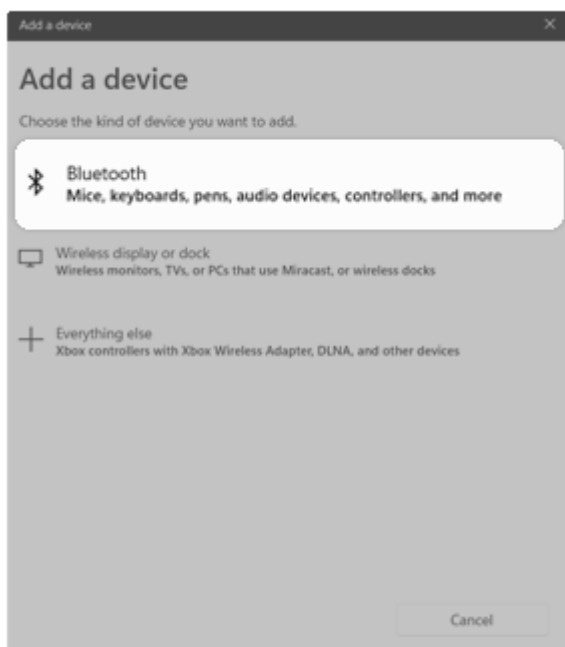 Add a device
Add a device
Choose the kind of device you want to add.
Bluetooth
Mice, keyboards, pens, audio devices, controllers, and more
Wireless display or dock
Wireless monitors, TVs, or PCs that use Miracast, or wireless docks
Everything else
Xbox controllers with Xbox Wireless Adapter, DLNA, and other devices
Cancel